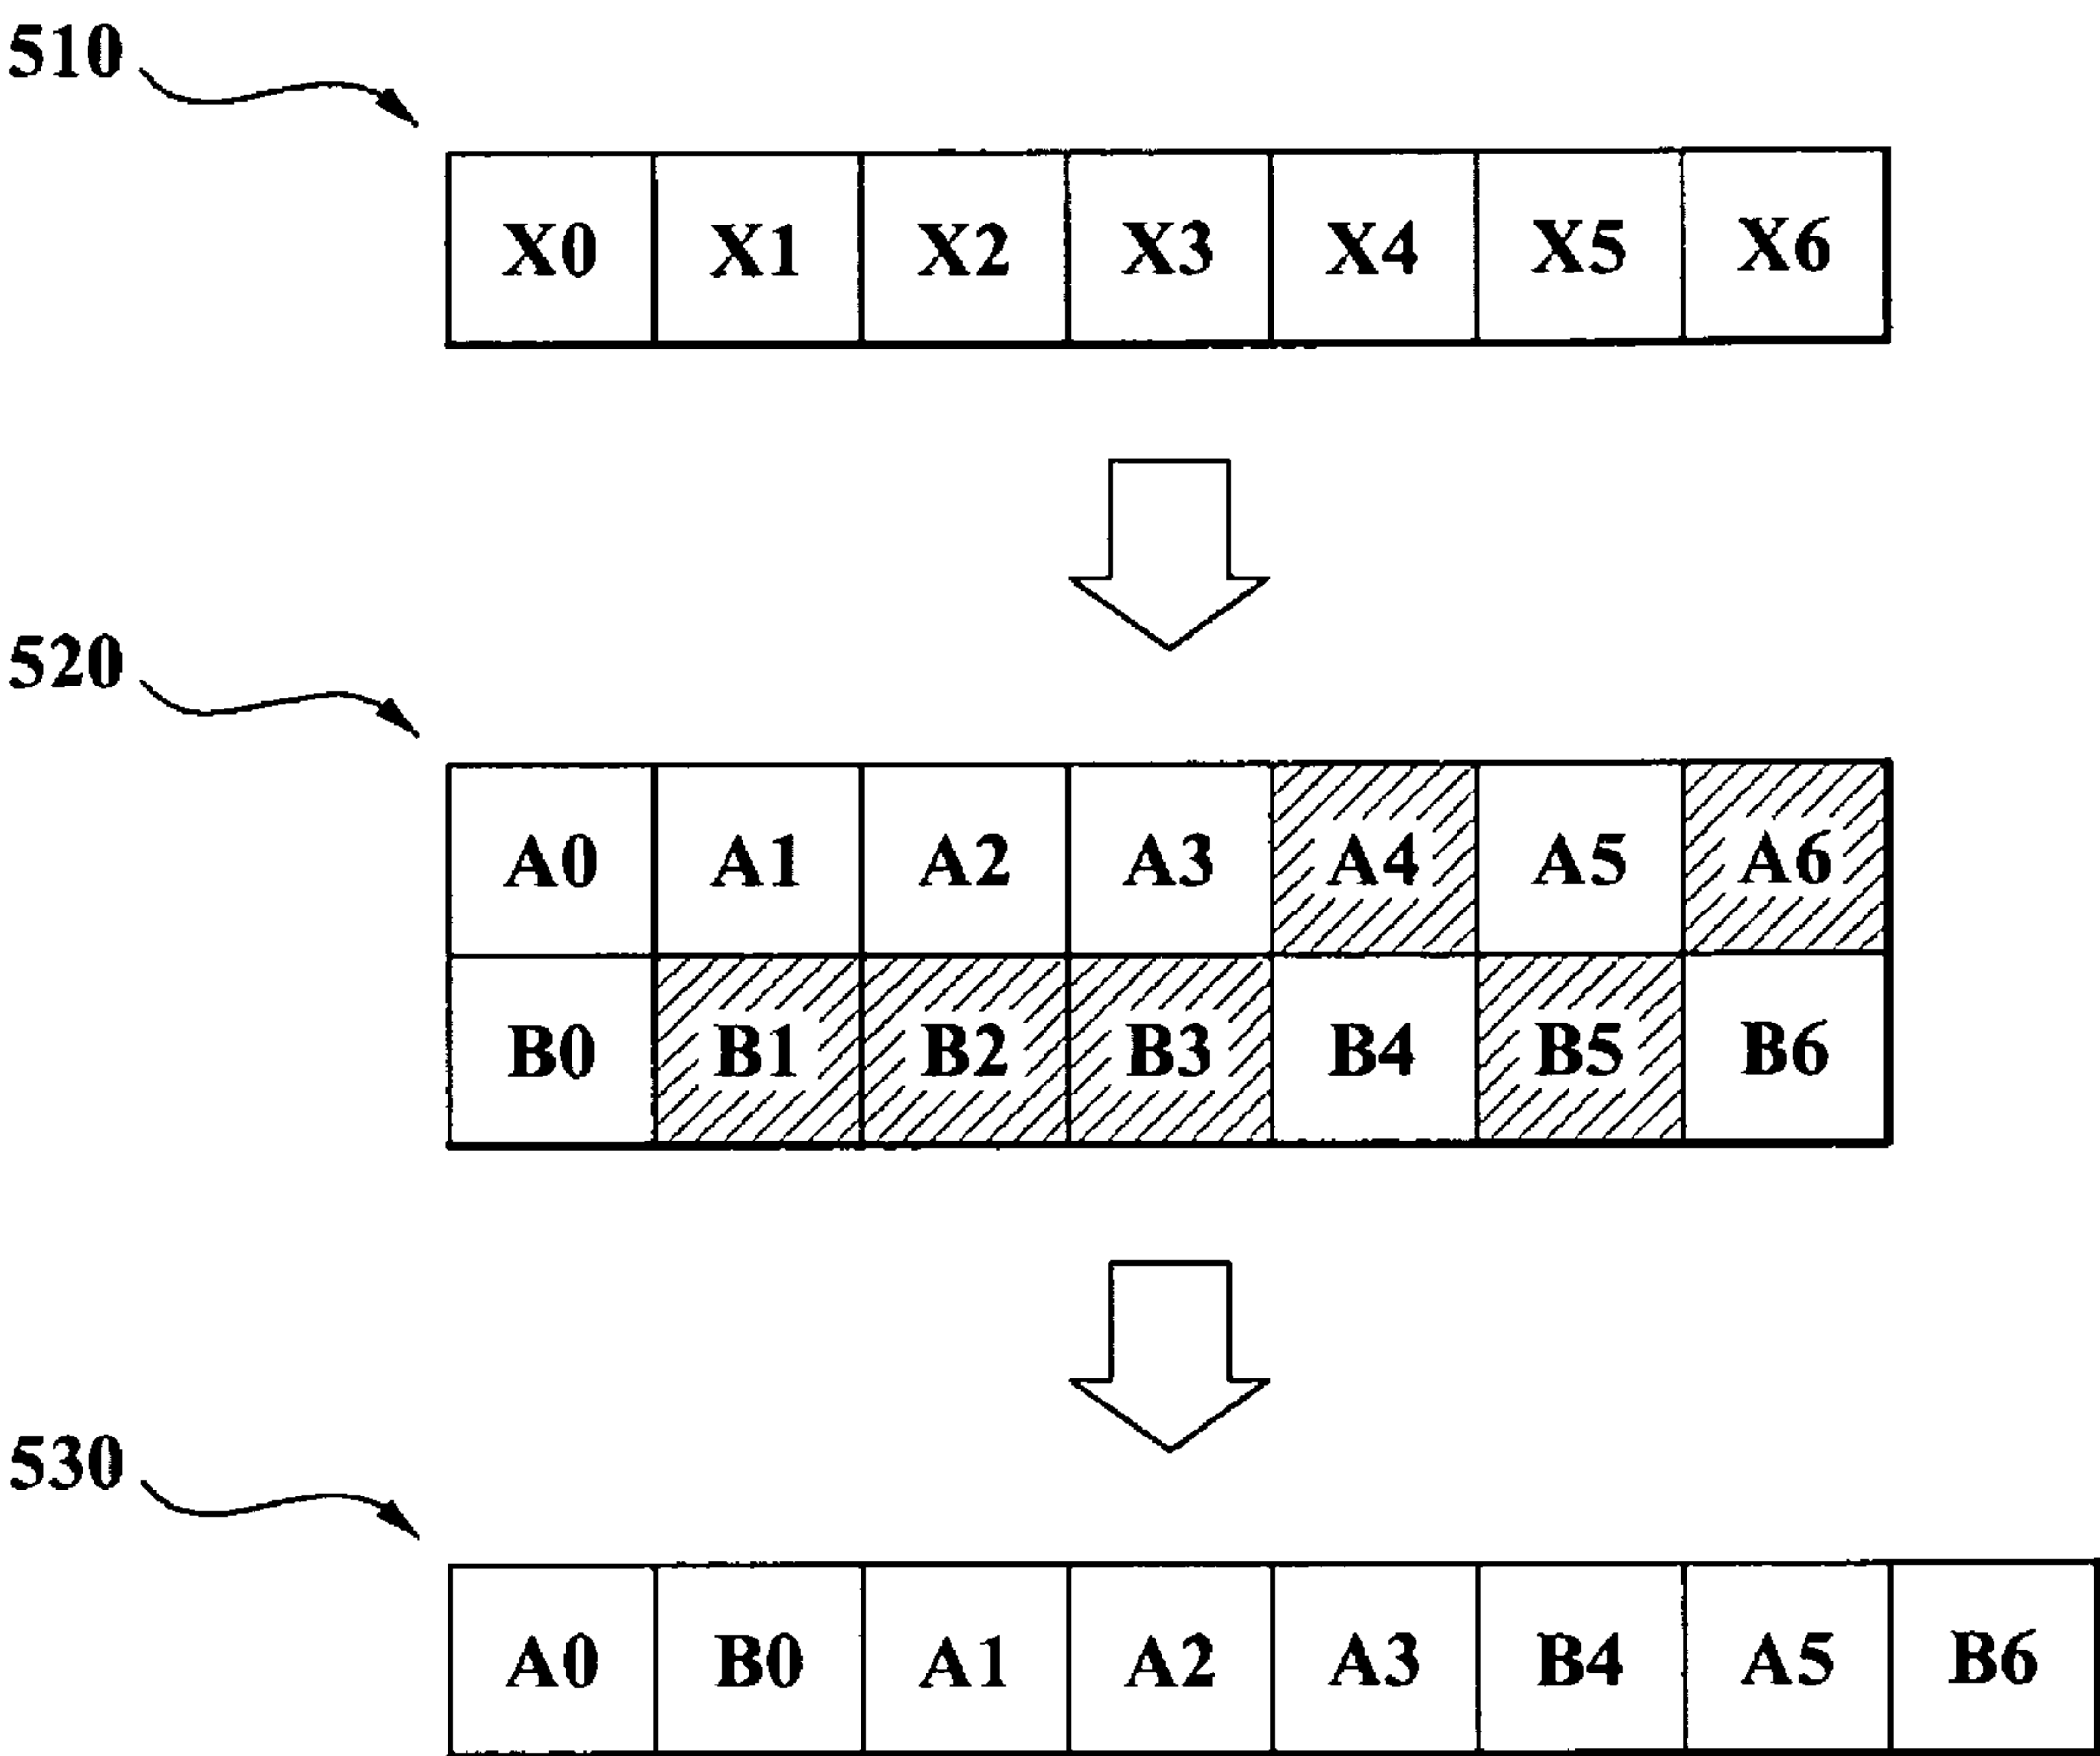 510
X0 X1 X2 X3 X4 X5 X6
520
A0 A1 A2 A3 A4 A5 A6
B0 B1 B2 B3 B4 B5 B6
530
A0 B0 A1 A2 A3 B4 A5 B6